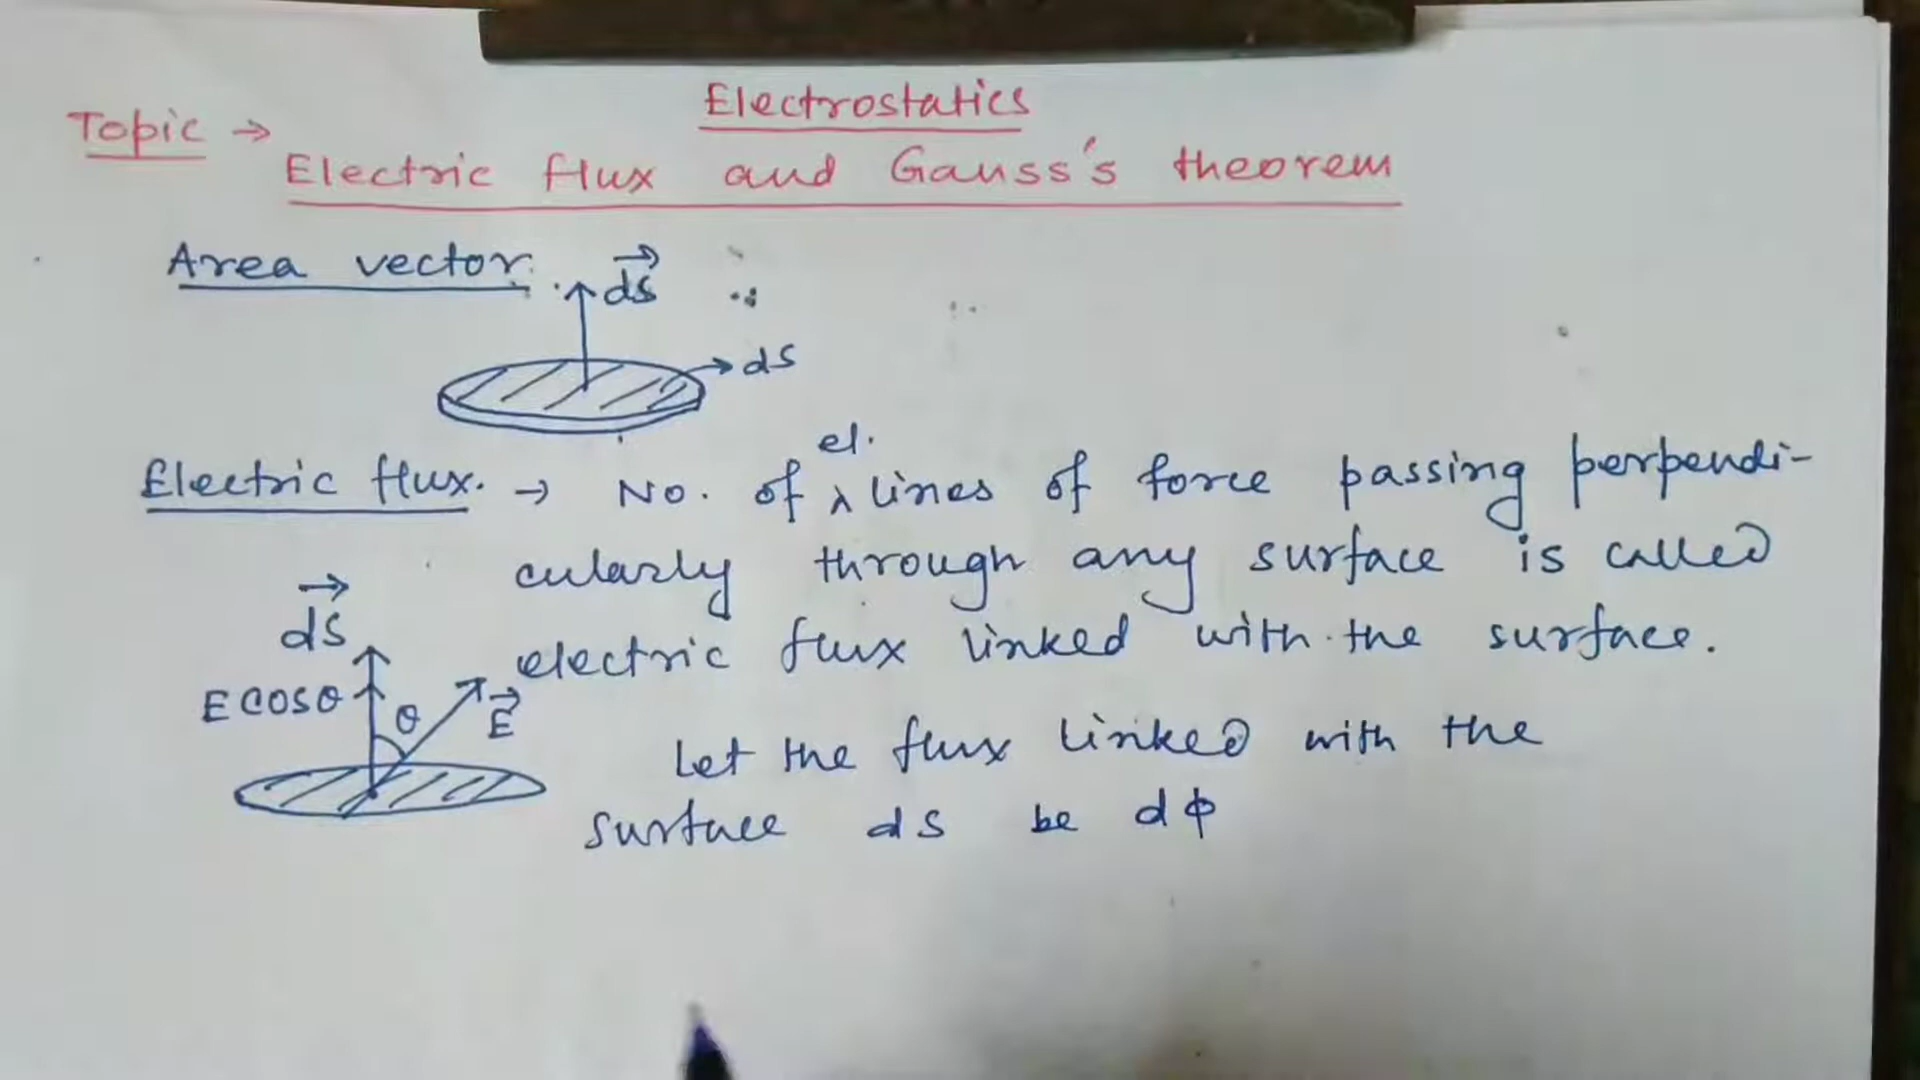 Electrostatics
Topic →
Electric flux and Gauss's theorem
Area vector.
d⃗s
→ ds
el.
Electric flux. → No. of ʌ lines of force passing perpendi-
cularly through any surface is called
electric flux linked with the surface.
d⃗s
E cosθ
θ
E⃗
Let the flux linked with the
surface ds be dϕ